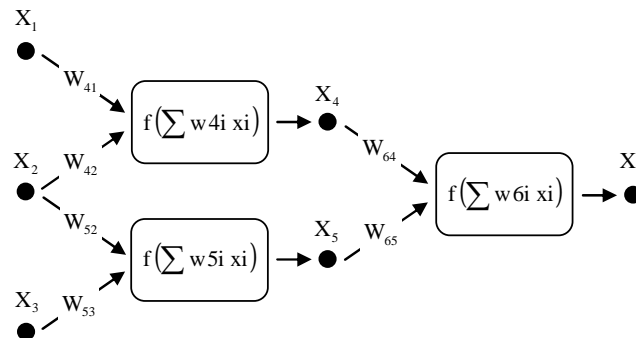 X₁
W₄₁
f(∑ w4i xi)
X₄
X₂
W₄₂
W₆₄
X
f(∑ w6i xi)
W₅₂
X₅
W₆₅
f(∑ w5i xi)
X₃
W₅₃